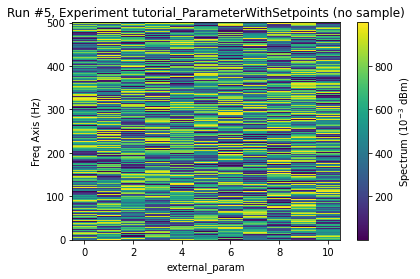 Run #5, Experiment tutorial_ParameterWithSetpoints (no sample)
500
400
300
200
100
0
Freq Axis (Hz)
0 2 4 6 8 10
external_param
800
600
400
200
Spectrum (10⁻³ dBm)